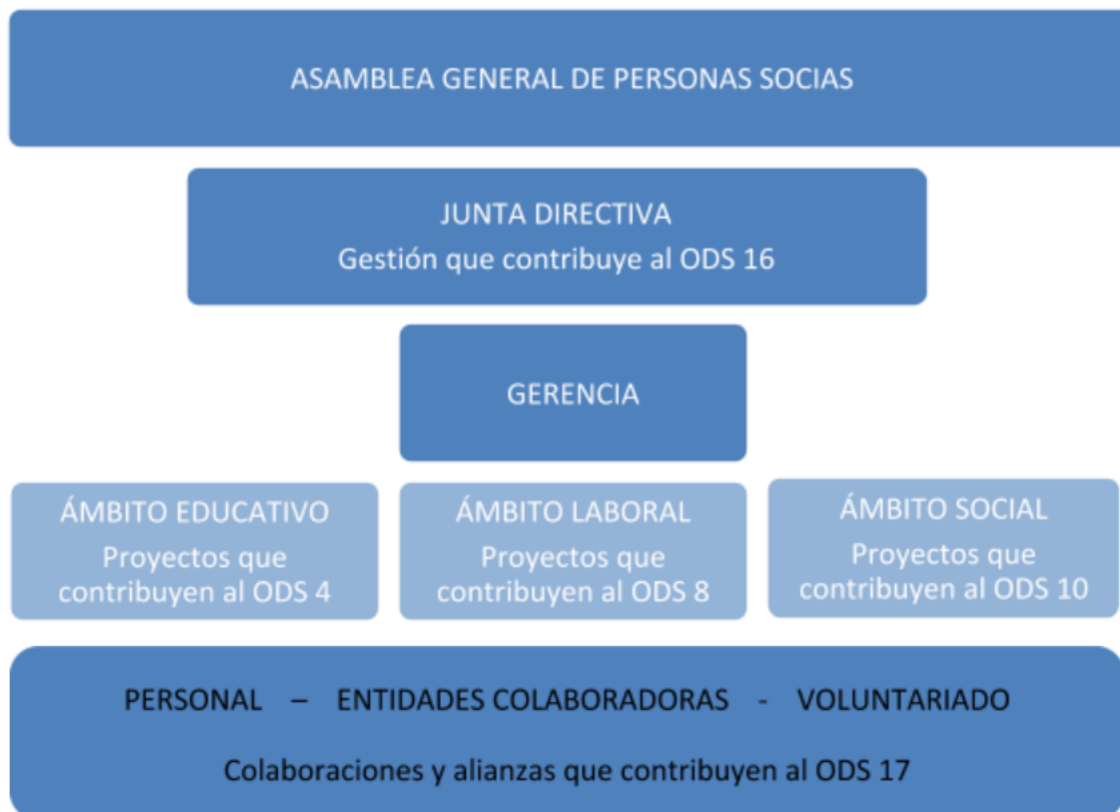 ASAMBLEA GENERAL DE PERSONAS SOCIAS
JUNTA DIRECTIVA
Gestión que contribuye al ODS 16
GERENCIA
ÁMBITO EDUCATIVO
Proyectos que
contribuyen al ODS 4
ÁMBITO LABORAL
Proyectos que
contribuyen al ODS 8
ÁMBITO SOCIAL
Proyectos que
contribuyen al ODS 10
PERSONAL – ENTIDADES COLABORADORAS - VOLUNTARIADO
Colaboraciones y alianzas que contribuyen al ODS 17